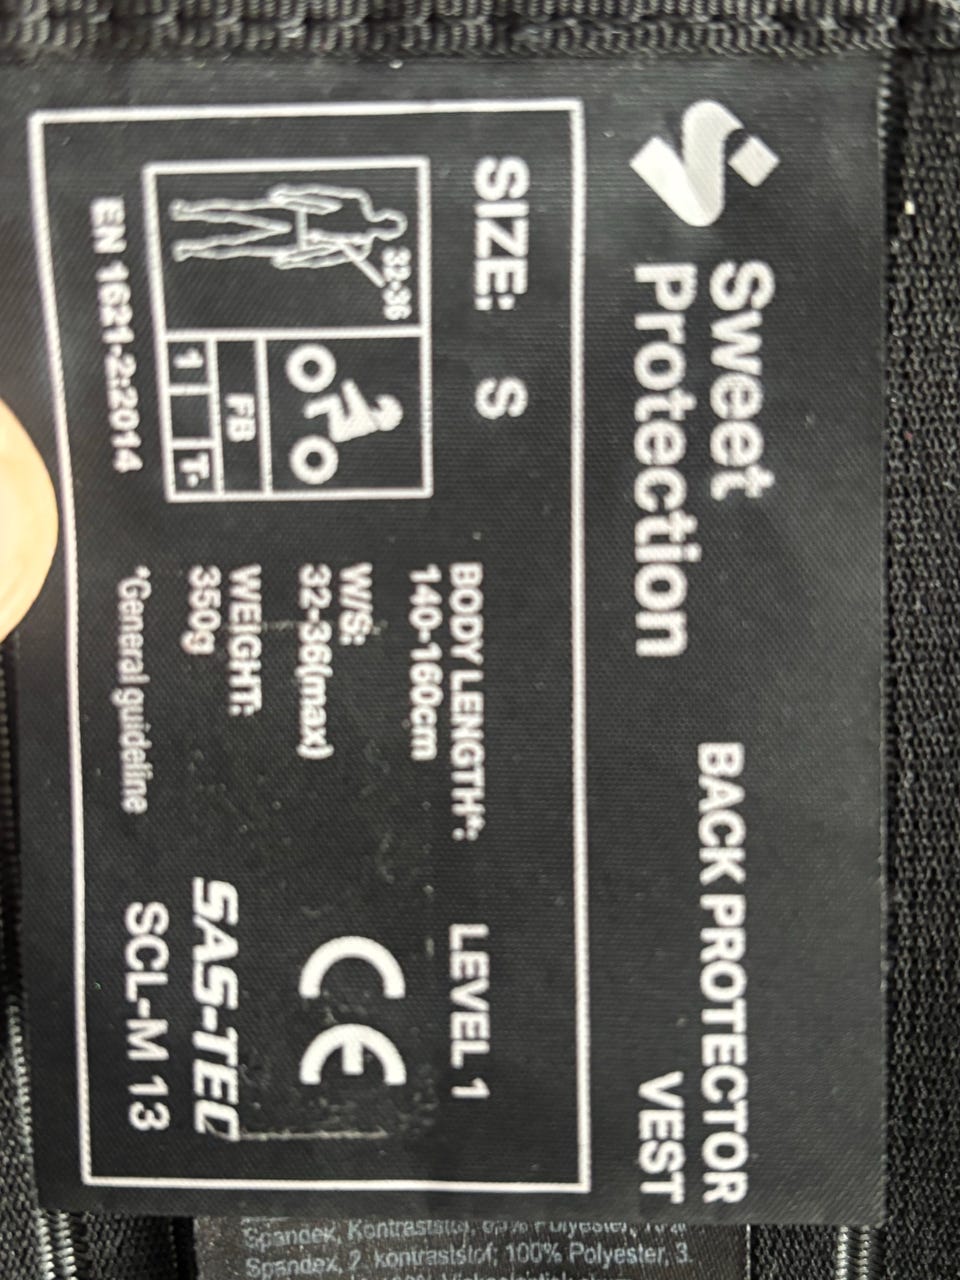 Sweet
Protection
BACK PROTECTOR
VEST
SIZE: S
32-36
FB
1
T-
EN 1621-2:2014
BODY LENGTH*:
140-160cm
W/S:
32-36(max)
WEIGHT:
350g
*General guideline
LEVEL 1
CE
SAS-TEC
SCL-M 13
Spandex, 2. kontraststof; 100% Polyester, 3.